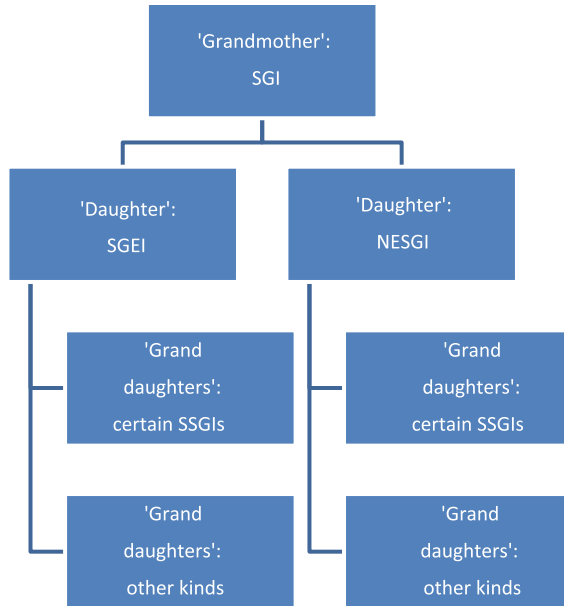 'Grandmother':
SGI
'Daughter':
SGEI
'Daughter':
NESGI
'Grand
daughters':
certain SSGIs
'Grand
daughters':
certain SSGIs
'Grand
daughters':
other kinds
'Grand
daughters':
other kinds